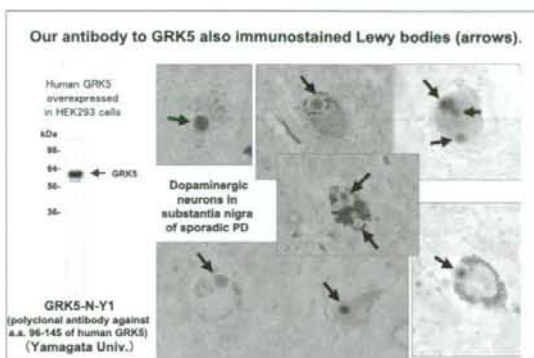 Our antibody to GRK5 also immunostained Lewy bodies (arrows).
Human GRK5
overexpressed
in HEK293 cells
kDa
98-
64-
GRK5
56-
36-
Dopaminergic
neurons in
substantia nigra
of sporadic PD
GRK5-N-Y1
(polyclonal antibody against
a.a. 96-145 of human GRK5)
(Yamagata Univ.)